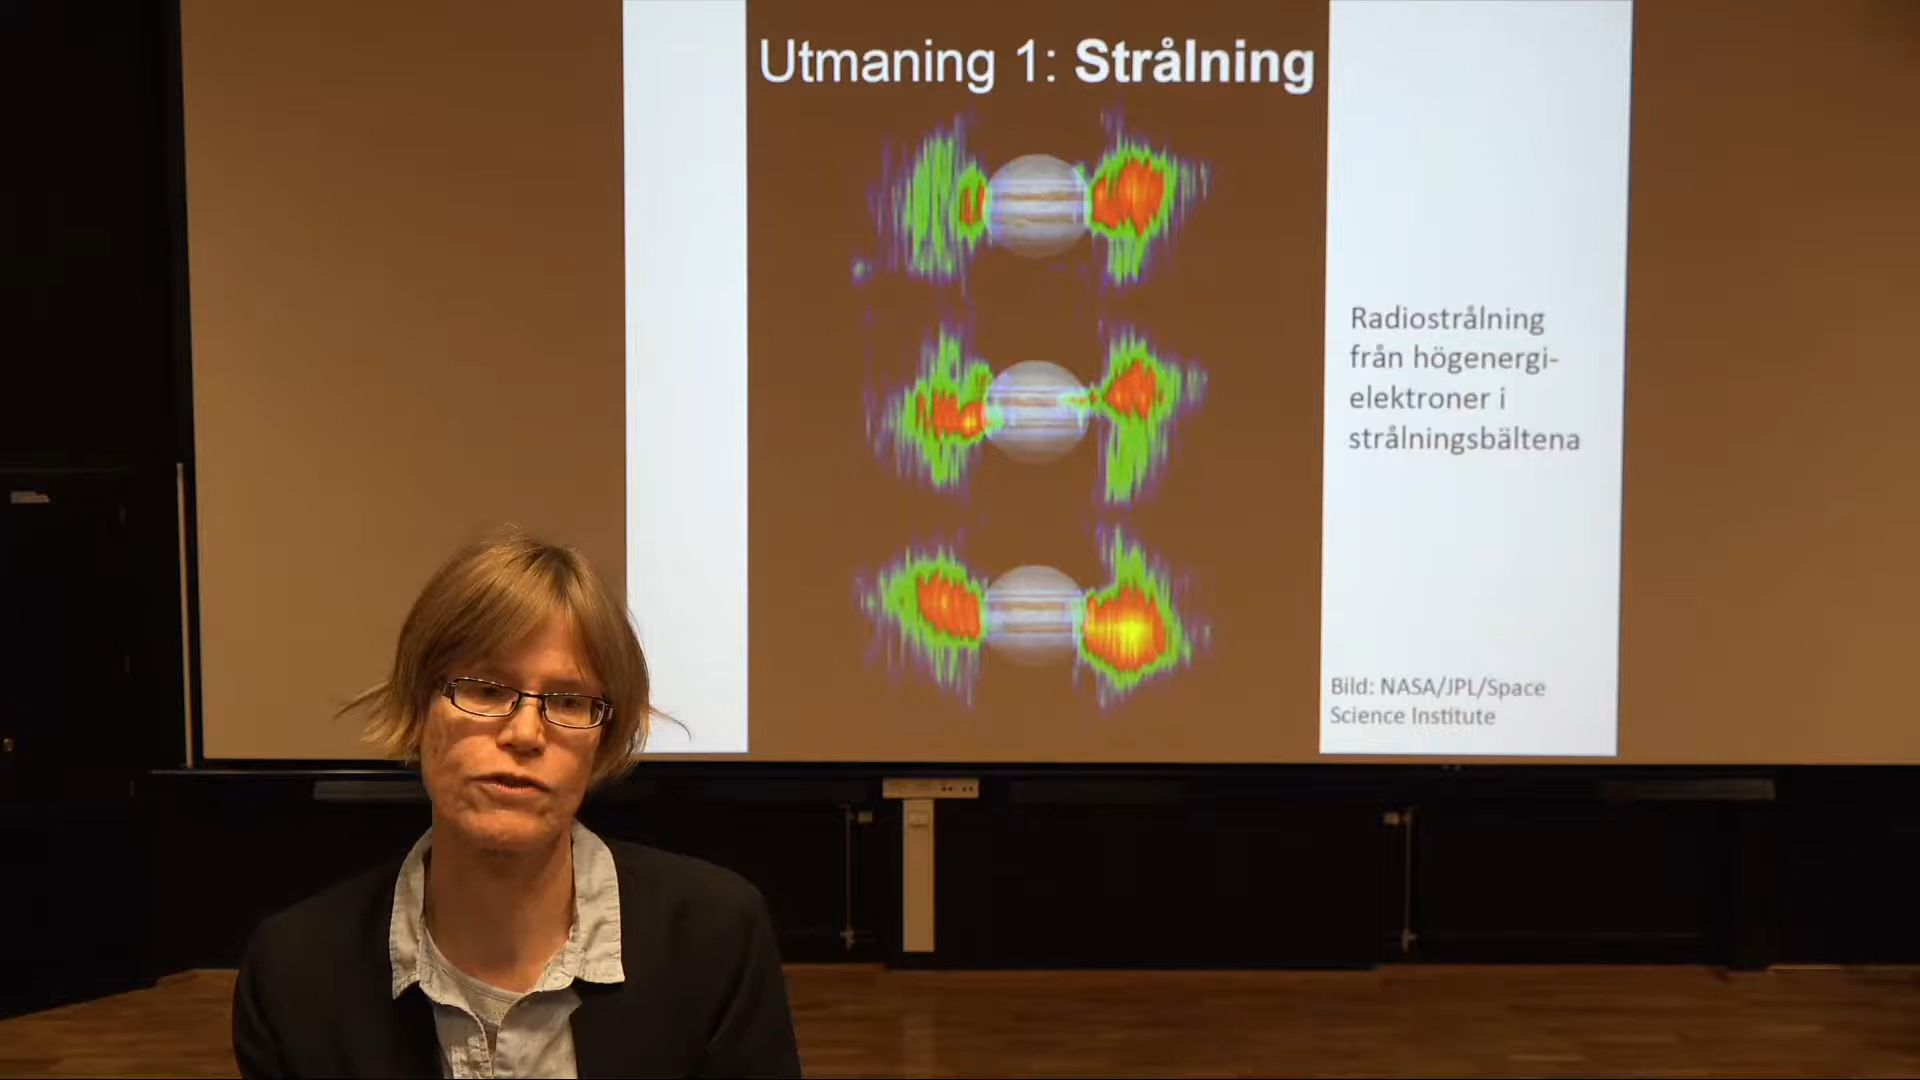 Utmaning 1: Strålning
Radiostrålning
från högenergi-
elektroner i
strålningsbältena
Bild: NASA/JPL/Space
Science Institute